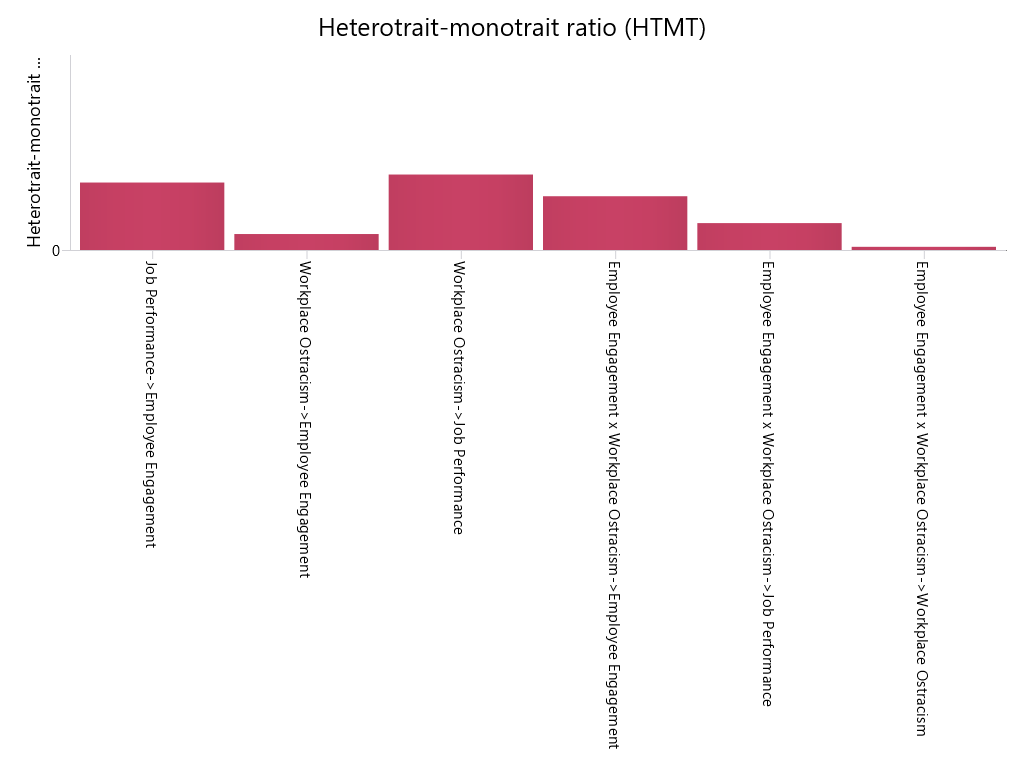 Heterotrait-monotrait ratio (HTMT)
Heterotrait-monotrait ...
0
Job Performance->Employee Engagement
Workplace Ostracism->Employee Engagement
Workplace Ostracism->Job Performance
Employee Engagement x Workplace Ostracism->Employee Engagement
Employee Engagement x Workplace Ostracism->Job Performance
Employee Engagement x Workplace Ostracism->Workplace Ostracism